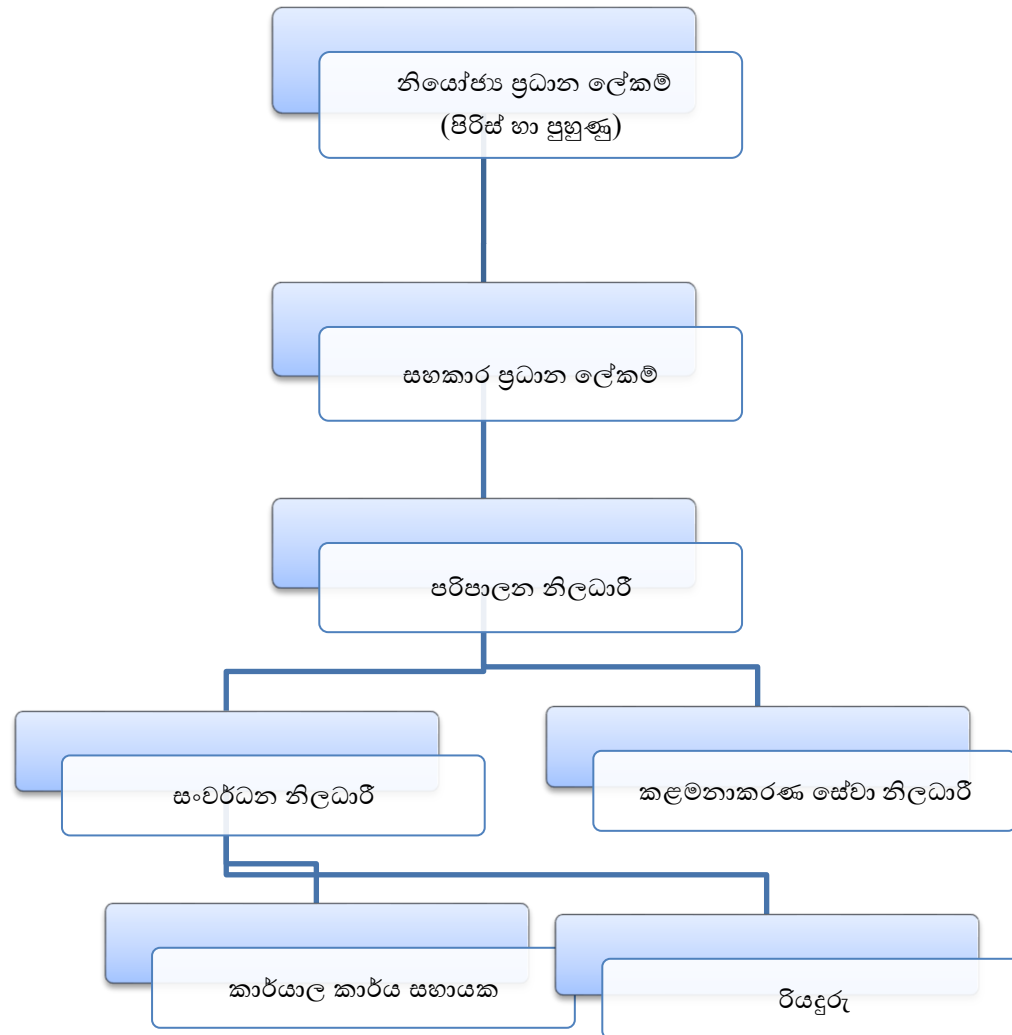 නියෝජ්‍ය ප්‍රධාන ලේකම්
(පිරිස් හා පුහුණු)
සහකාර ප්‍රධාන ලේකම්
පරිපාලන නිලධාරී
සංවර්ධන නිලධාරී
කළමනාකරණ සේවා නිලධාරී
කාර්යාල කාර්ය සහායක
රියදුරු